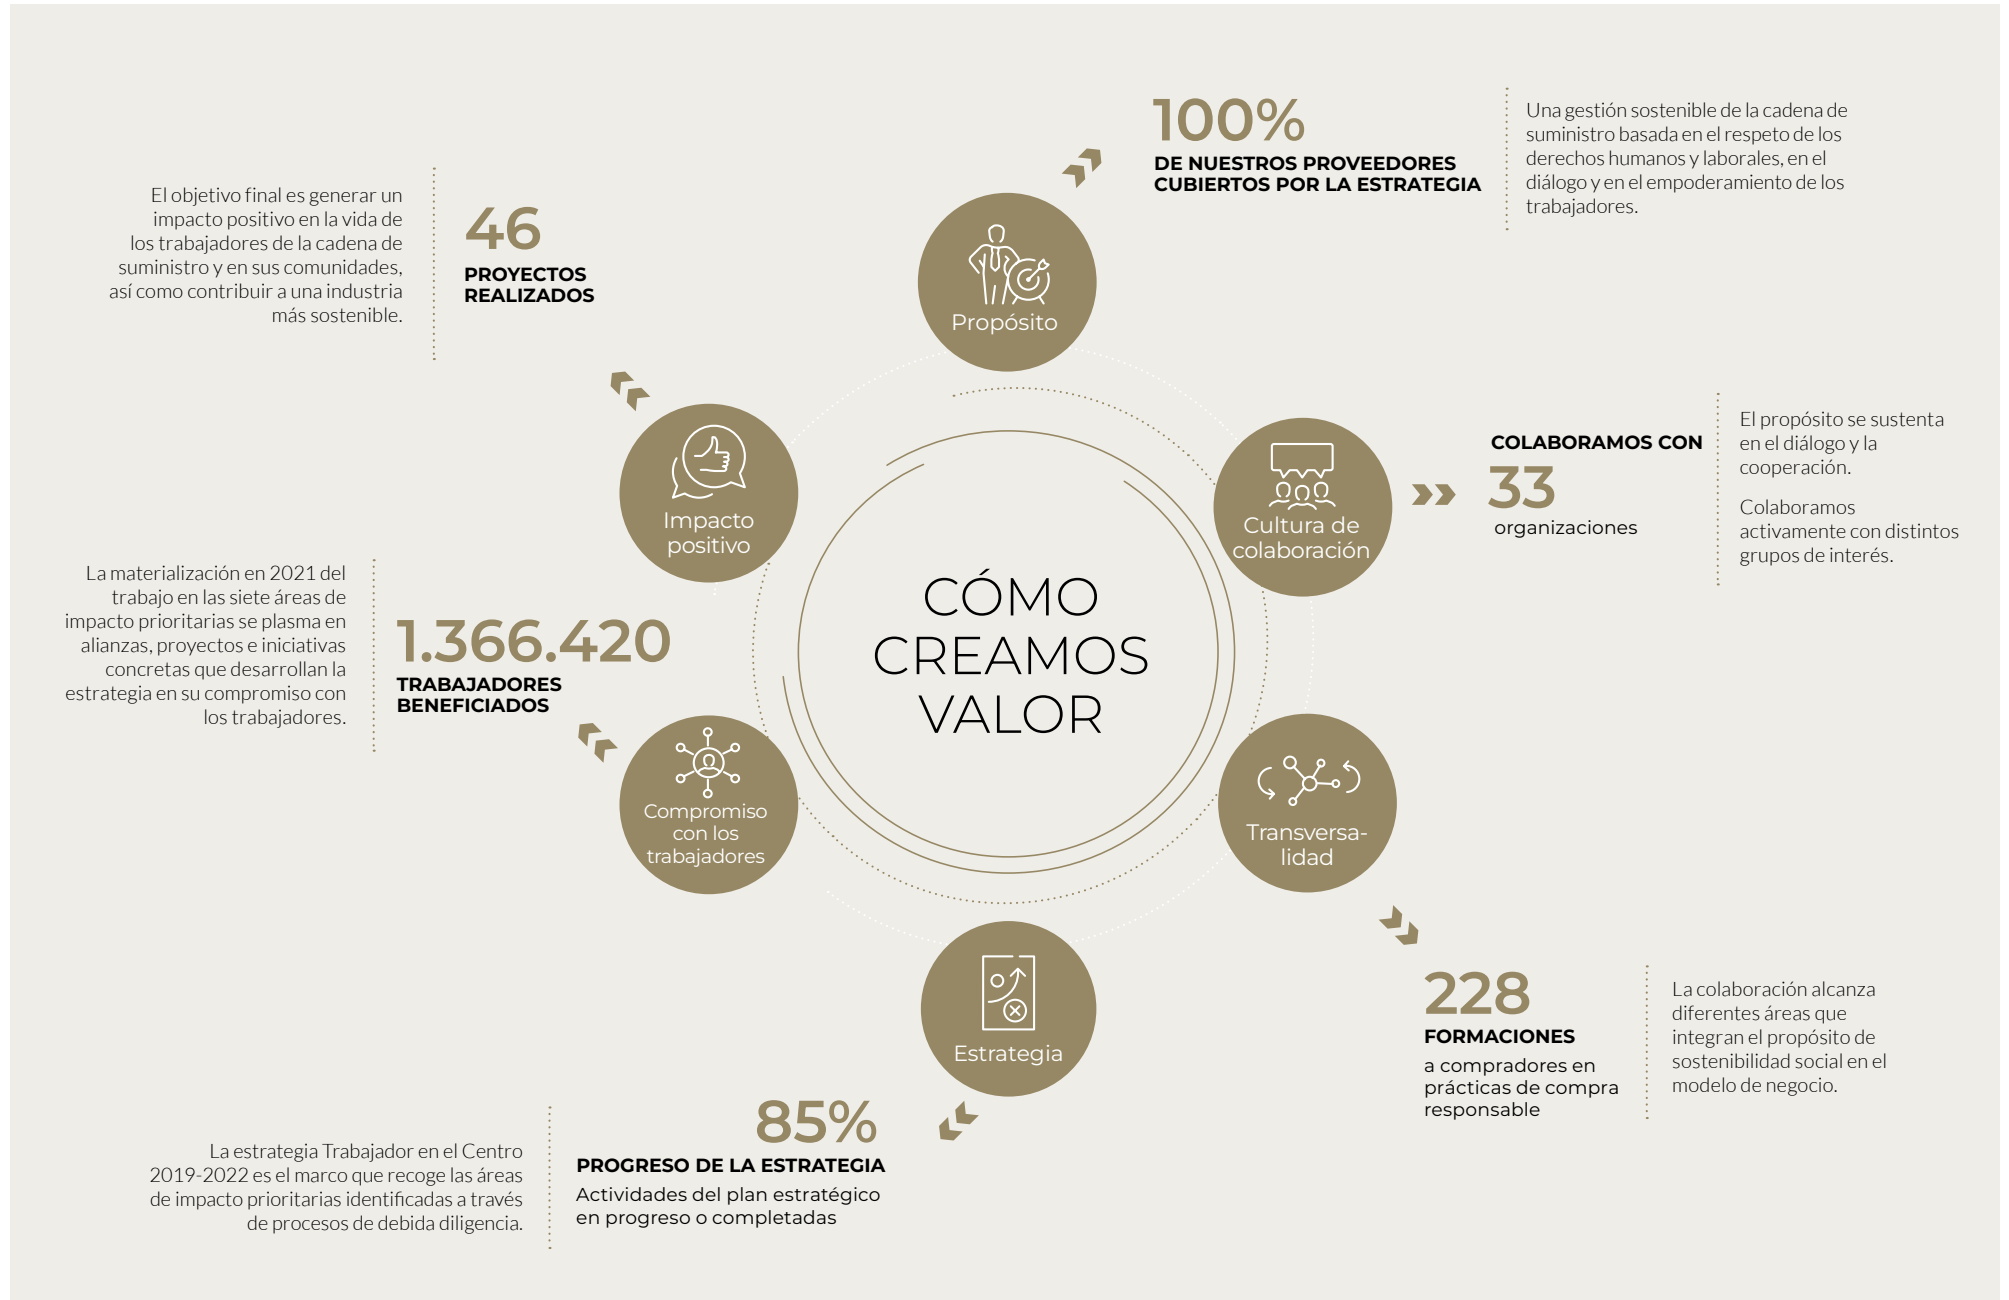 CÓMO
CREAMOS
VALOR
Propósito
100%
DE NUESTROS PROVEEDORES
CUBIERTOS POR LA ESTRATEGIA
Una gestión sostenible de la cadena de
suministro basada en el respeto de los
derechos humanos y laborales, en el
diálogo y en el empoderamiento de los
trabajadores.
Cultura de
colaboración
COLABORAMOS CON
33
organizaciones
El propósito se sustenta
en el diálogo y la
cooperación.
Colaboramos
activamente con distintos
grupos de interés.
Transversa-
lidad
228
FORMACIONES
a compradores en
prácticas de compra
responsable
La colaboración alcanza
diferentes áreas que
integran el propósito de
sostenibilidad social en el
modelo de negocio.
Estrategia
85%
PROGRESO DE LA ESTRATEGIA
Actividades del plan estratégico
en progreso o completadas
La estrategia Trabajador en el Centro
2019-2022 es el marco que recoge las áreas
de impacto prioritarias identificadas a través
de procesos de debida diligencia.
Compromiso
con los
trabajadores
1.366.420
TRABAJADORES
BENEFICIADOS
La materialización en 2021 del
trabajo en las siete áreas de
impacto prioritarias se plasma en
alianzas, proyectos e iniciativas
concretas que desarrollan la
estrategia en su compromiso con
los trabajadores.
Impacto
positivo
46
PROYECTOS
REALIZADOS
El objetivo final es generar un
impacto positivo en la vida de
los trabajadores de la cadena de
suministro y en sus comunidades,
así como contribuir a una industria
más sostenible.